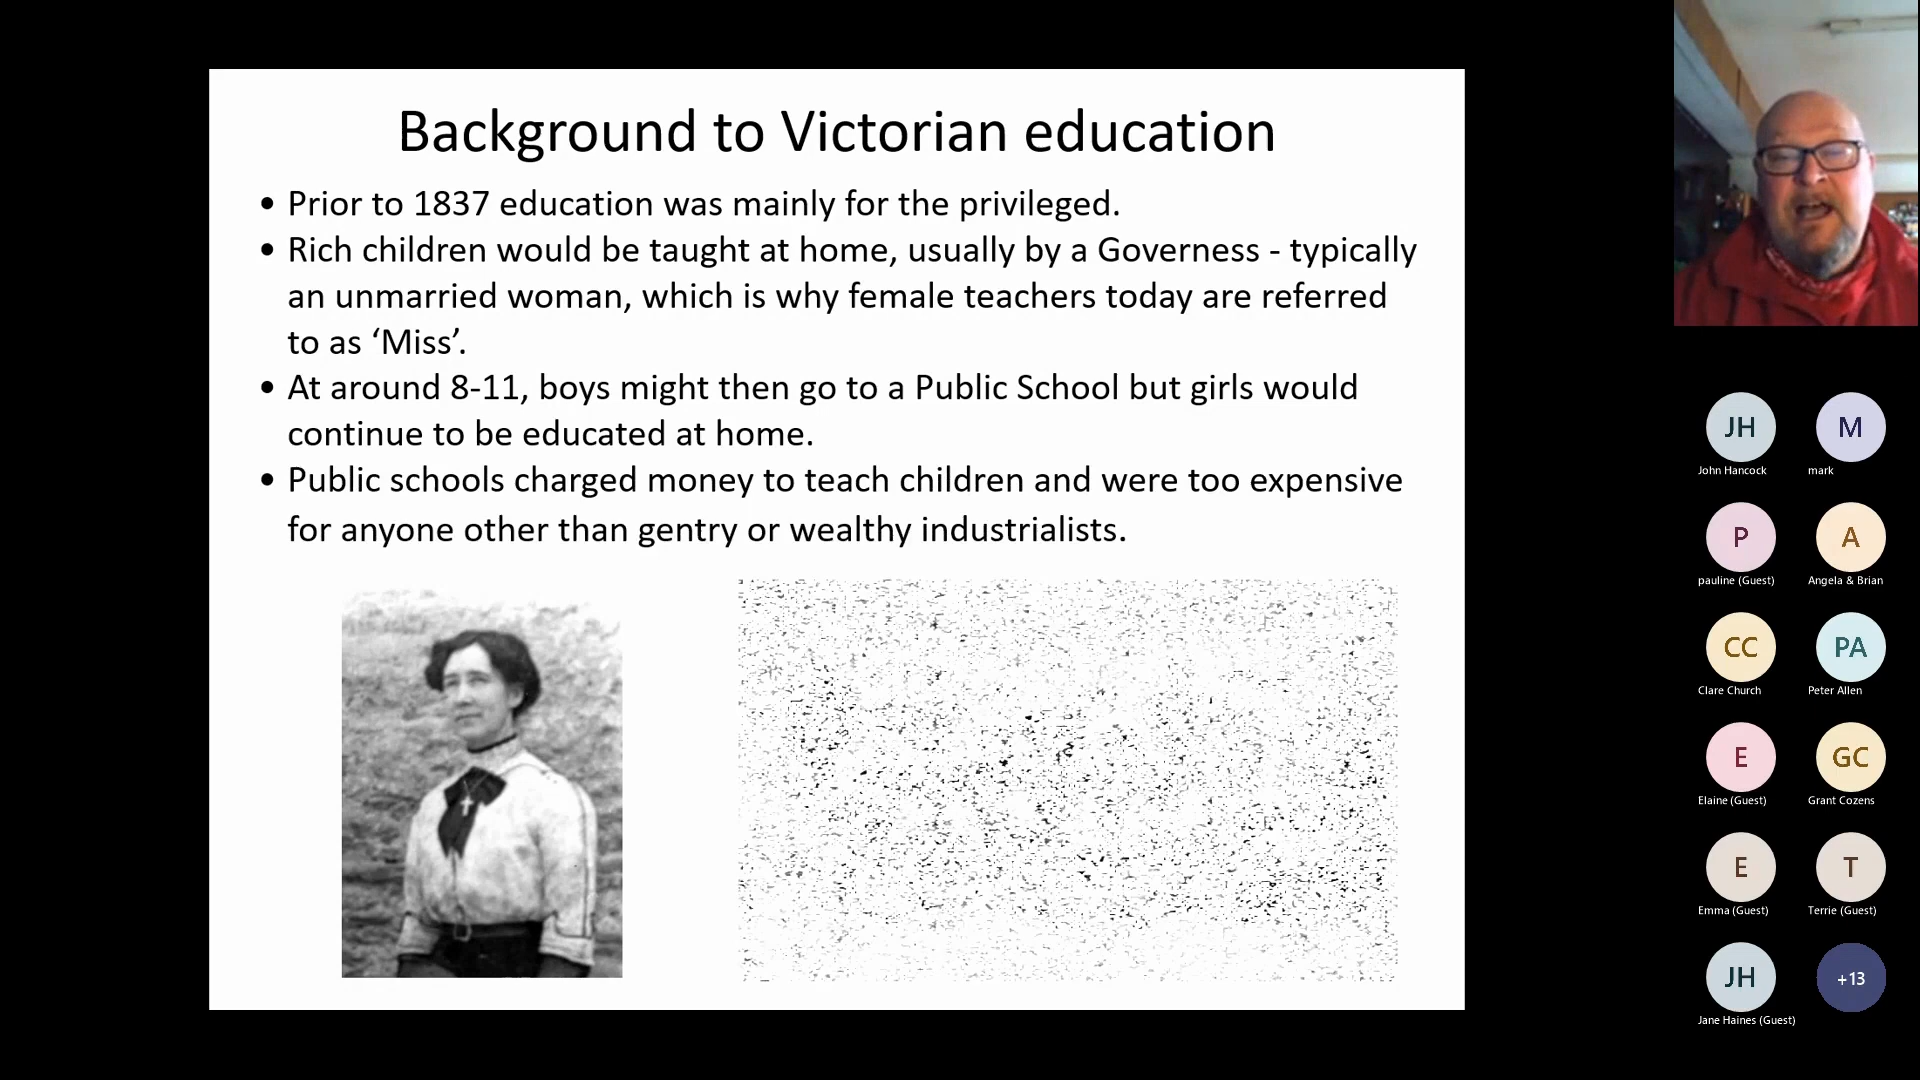 Background to Victorian education
• Prior to 1837 education was mainly for the privileged.
• Rich children would be taught at home, usually by a Governess - typically
an unmarried woman, which is why female teachers today are referred
to as ‘Miss’.
• At around 8-11, boys might then go to a Public School but girls would
continue to be educated at home.
• Public schools charged money to teach children and were too expensive
for anyone other than gentry or wealthy industrialists.
JH
M
John Hancock
mark
P
A
pauline (Guest)
Angela & Brian
CC
PA
Clare Church
Peter Allen
E
GC
Elaine (Guest)
Grant Cozens
E
T
Emma (Guest)
Terrie (Guest)
JH
+13
Jane Haines (Guest)